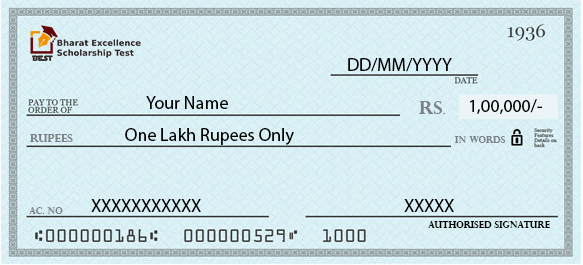 1936
Bharat Excellence
Scholarship Test
BEST
DD/MM/YYYY
DATE
PAY TO THE
ORDER OF
Your Name
RS.
1,00,000/-
RUPEES
One Lakh Rupees Only
IN WORDS
Security
Features
Details on
back
AC. NO
XXXXXXXXXXX
XXXXX
AUTHORISED SIGNATURE
⑆000000186⑆ 000000529⑈ 1000